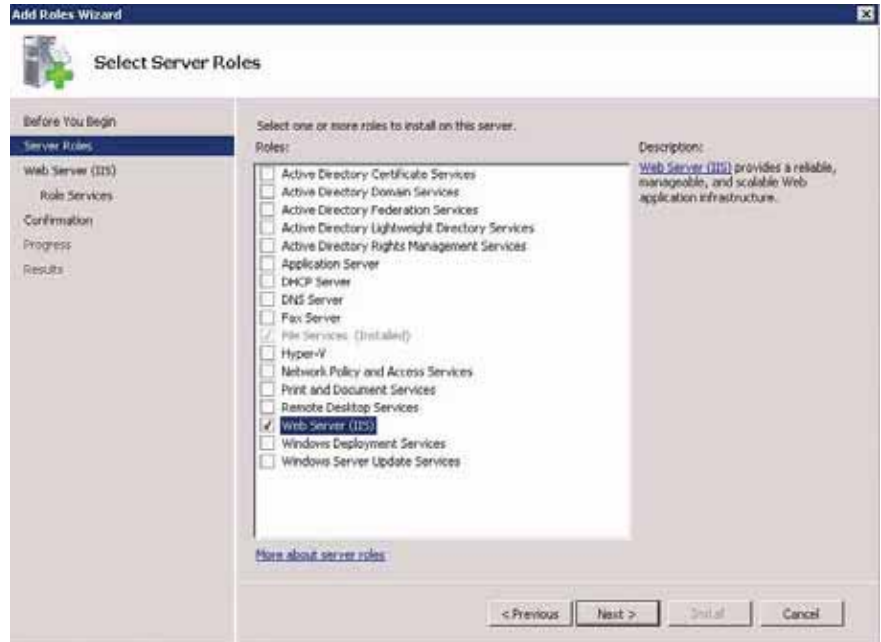 Add Roles Wizard
Select Server Roles
Before You Begin
Server Roles
Web Server (IIS)
Role Services
Confirmation
Progress
Results
Select one or more roles to install on this server.
Roles:
Active Directory Certificate Services
Active Directory Domain Services
Active Directory Federation Services
Active Directory Lightweight Directory Services
Active Directory Rights Management Services
Application Server
DHCP Server
DNS Server
Fax Server
File Services (Installed)
Hyper-V
Network Policy and Access Services
Print and Document Services
Remote Desktop Services
Web Server (IIS)
Windows Deployment Services
Windows Server Update Services
More about server roles
Description:
Web Server (IIS) provides a reliable,
manageable, and scalable Web
application infrastructure.
< Previous
Next >
Install
Cancel